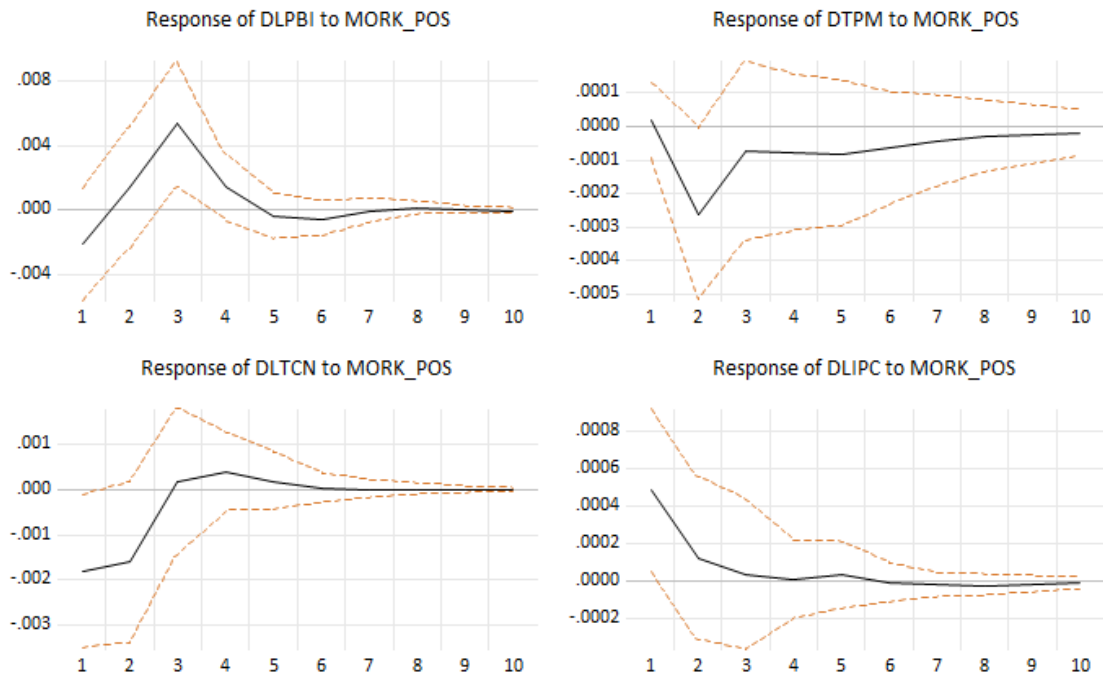 Response of DLPBI to MORK_POS
.008
.004
.000
-.004
1 2 3 4 5 6 7 8 9 10
Response of DTPM to MORK_POS
.0001
.0000
-.0001
-.0002
-.0003
-.0004
-.0005
1 2 3 4 5 6 7 8 9 10
Response of DLTCN to MORK_POS
.001
.000
-.001
-.002
-.003
1 2 3 4 5 6 7 8 9 10
Response of DLIPC to MORK_POS
.0008
.0006
.0004
.0002
.0000
-.0002
1 2 3 4 5 6 7 8 9 10